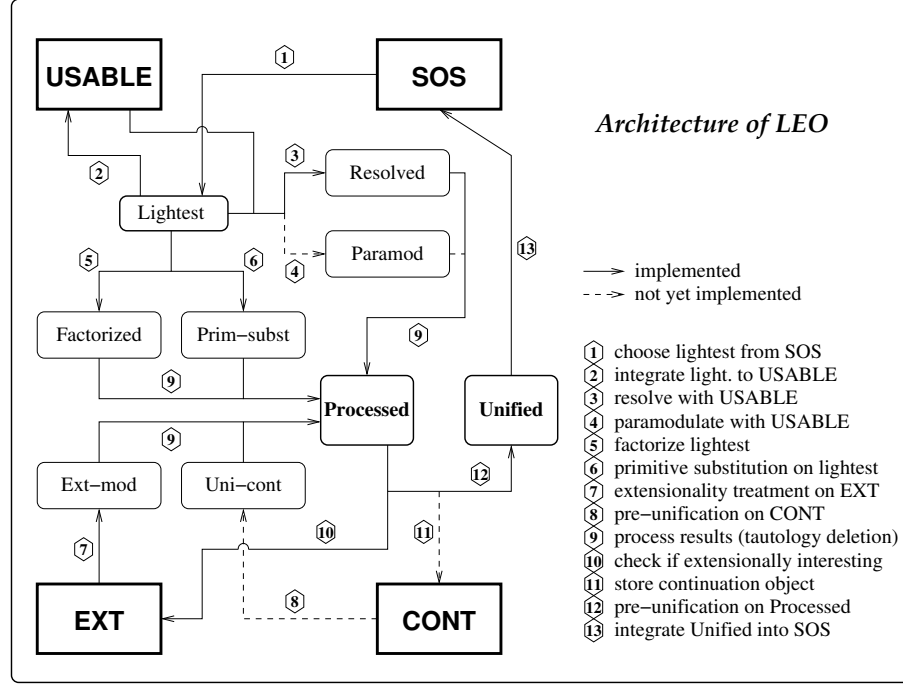 USABLE
SOS
1
Architecture of LEO
2
3
Resolved
Lightest
Paramod
4
13
5
6
implemented
not yet implemented
Factorized
Prim−subst
9
9
Processed
Unified
9
Ext−mod
Uni−cont
12
10
11
7
8
EXT
CONT
1 choose lightest from SOS
2 integrate light. to USABLE
3 resolve with USABLE
4 paramodulate with USABLE
5 factorize lightest
6 primitive substitution on lightest
7 extensionality treatment on EXT
8 pre−unification on CONT
9 process results (tautology deletion)
10 check if extensionally interesting
11 store continuation object
12 pre−unification on Processed
13 integrate Unified into SOS